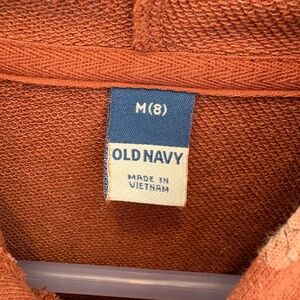 M(8)
OLD NAVY
MADE IN
VIETNAM